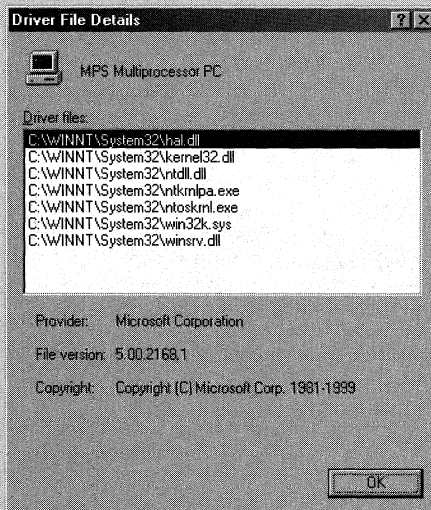 Driver File Details
MPS Multiprocessor PC
Driver files:
C:\WINNT\System32\hal.dll
C:\WINNT\System32\kernel32.dll
C:\WINNT\System32\ntdll.dll
C:\WINNT\System32\ntkrnlpa.exe
C:\WINNT\System32\ntoskrnl.exe
C:\WINNT\System32\win32k.sys
C:\WINNT\System32\winsrv.dll
Provider: Microsoft Corporation
File version: 5.00.2168.1
Copyright: Copyright (C) Microsoft Corp. 1981-1999
OK